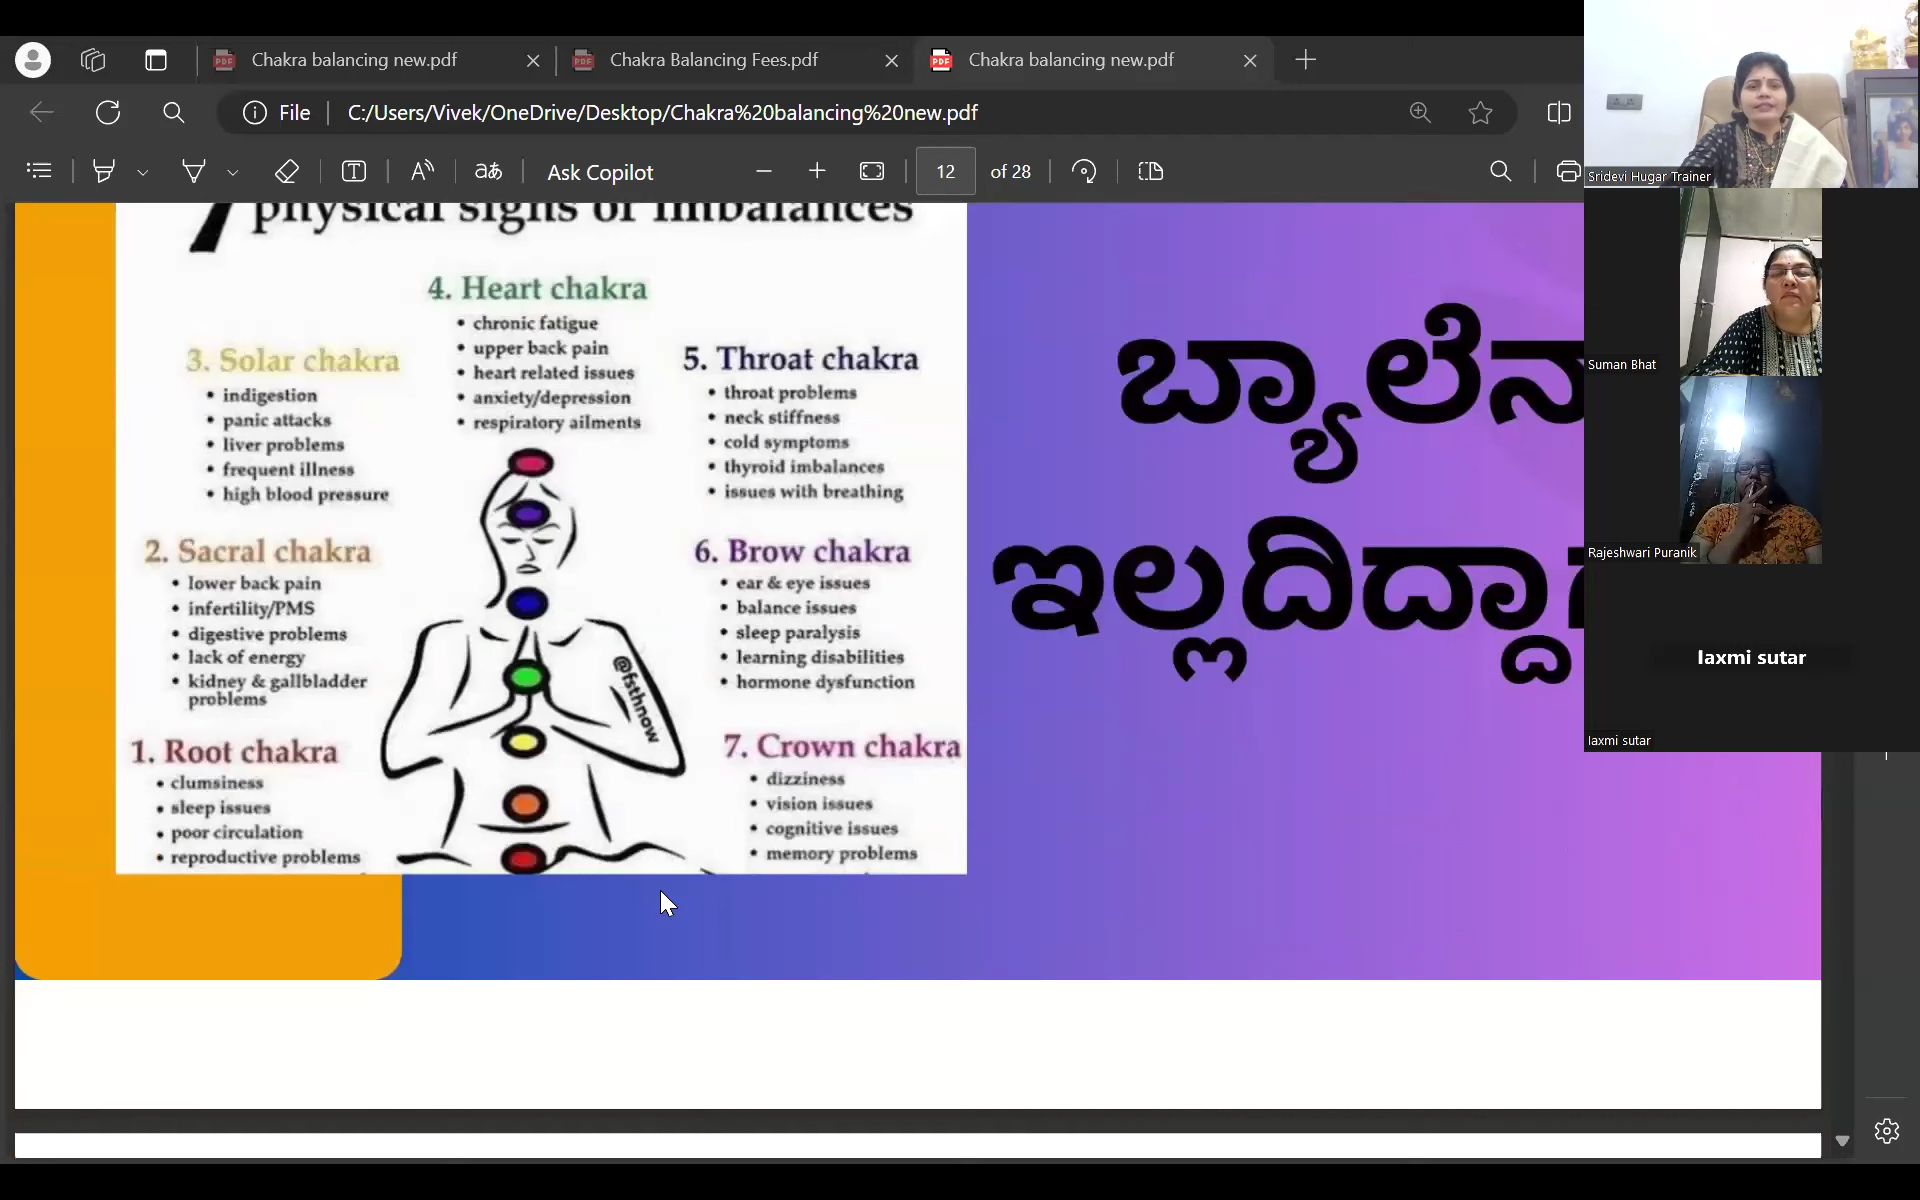 Chakra balancing new.pdf
Chakra Balancing Fees.pdf
Chakra balancing new.pdf
File
C:/Users/Vivek/OneDrive/Desktop/Chakra%20balancing%20new.pdf
Ask Copilot
12 of 28
7 physical signs of imbalances
4. Heart chakra
• chronic fatigue
• upper back pain
• heart related issues
• anxiety/depression
• respiratory ailments
3. Solar chakra
• indigestion
• panic attacks
• liver problems
• frequent illness
• high blood pressure
5. Throat chakra
• throat problems
• neck stiffness
• cold symptoms
• thyroid imbalances
• issues with breathing
2. Sacral chakra
• lower back pain
• infertility/PMS
• digestive problems
• lack of energy
• kidney & gallbladder
problems
6. Brow chakra
• ear & eye issues
• balance issues
• sleep paralysis
• learning disabilities
• hormone dysfunction
@fsthnow
1. Root chakra
• clumsiness
• sleep issues
• poor circulation
• reproductive problems
7. Crown chakra
• dizziness
• vision issues
• cognitive issues
• memory problems
Sridevi Hugar Trainer
Suman Bhat
Rajeshwari Puranik
laxmi sutar
laxmi sutar